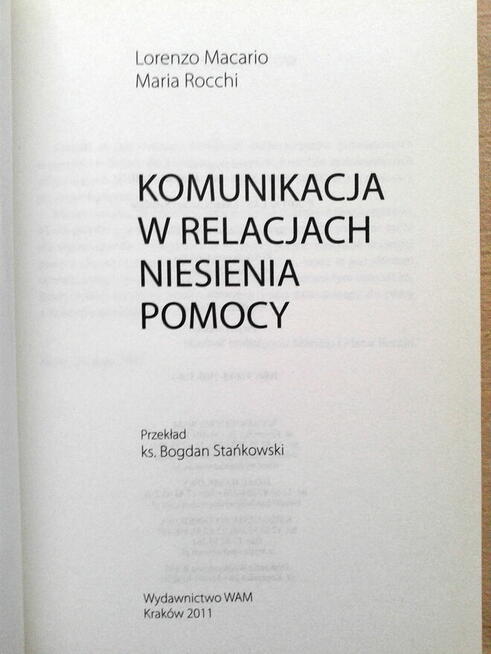 Lorenzo Macario
Maria Rocchi
KOMUNIKACJA
W RELACJACH
NIESIENIA
POMOCY
Przekład
ks. Bogdan Stańkowski
Wydawnictwo WAM
Kraków 2011